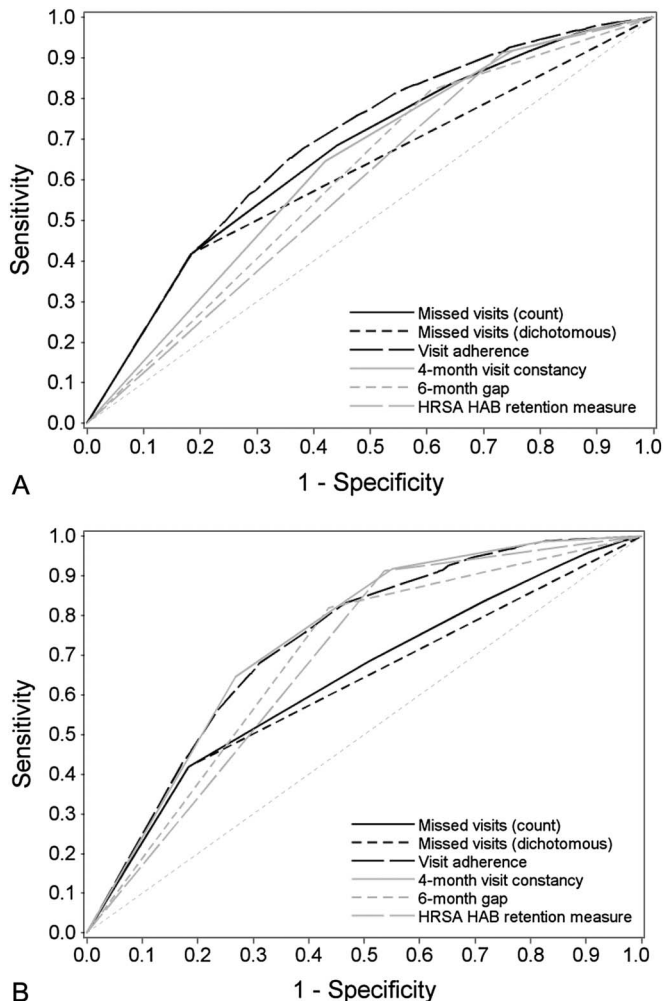 1.0
0.9
0.8
0.7
0.6
0.5
0.4
0.3
0.2
0.1
0.0
Sensitivity
Missed visits (count)
Missed visits (dichotomous)
Visit adherence
4-month visit constancy
6-month gap
HRSA HAB retention measure
0.0 0.1 0.2 0.3 0.4 0.5 0.6 0.7 0.8 0.9 1.0
A
1 - Specificity
1.0
0.9
0.8
0.7
0.6
0.5
0.4
0.3
0.2
0.1
0.0
Sensitivity
Missed visits (count)
Missed visits (dichotomous)
Visit adherence
4-month visit constancy
6-month gap
HRSA HAB retention measure
0.0 0.1 0.2 0.3 0.4 0.5 0.6 0.7 0.8 0.9 1.0
B
1 - Specificity